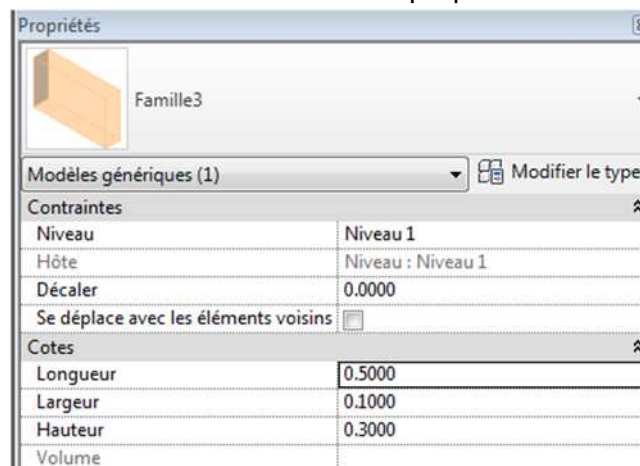 Propriétés
Famille3
Modèles génériques (1) Modifier le type
Contraintes
Niveau Niveau 1
Hôte Niveau : Niveau 1
Décaler 0.0000
Se déplace avec les éléments voisins
Cotes
Longueur 0.5000
Largeur 0.1000
Hauteur 0.3000
Volume